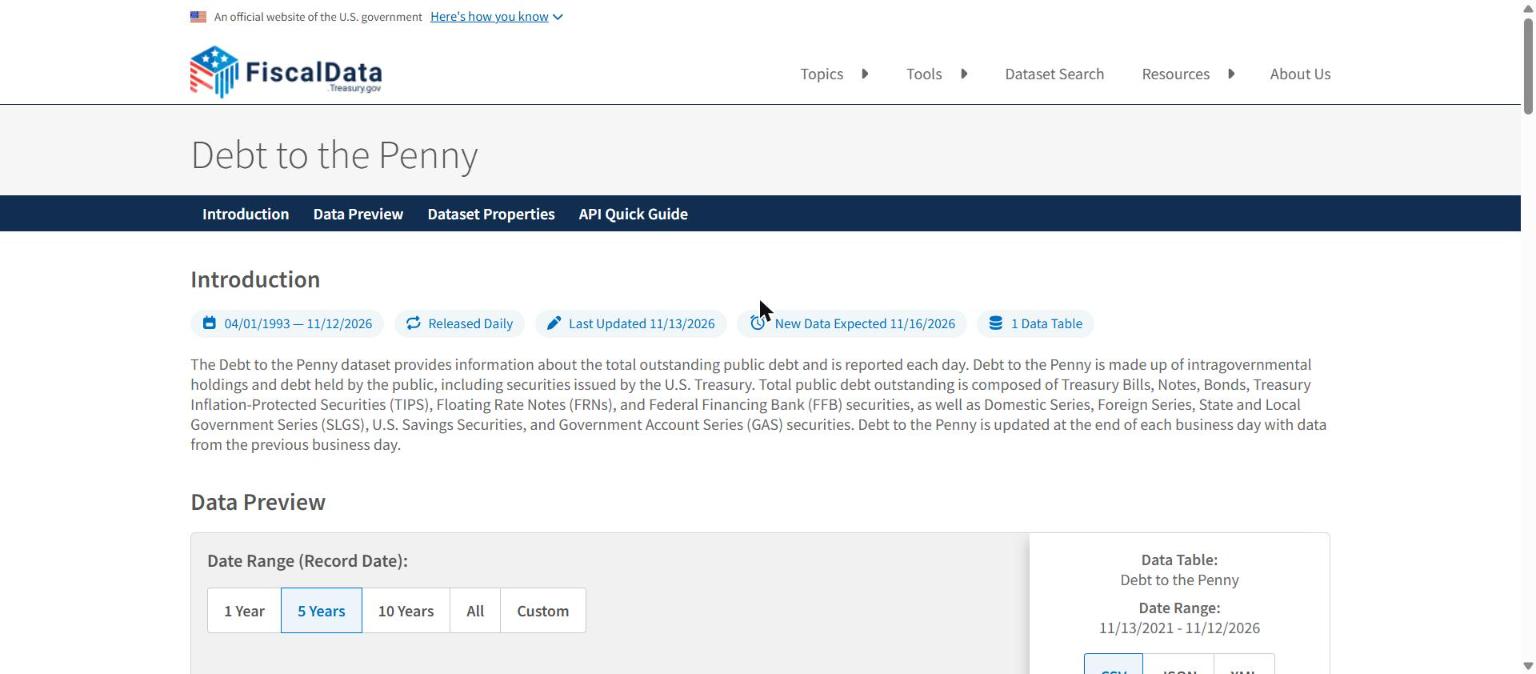 An official website of the U.S. government Here's how you know
FiscalData
.Treasury.gov
Topics Tools Dataset Search Resources About Us
Debt to the Penny
Introduction Data Preview Dataset Properties API Quick Guide
Introduction
04/01/1993 — 11/12/2026 Released Daily Last Updated 11/13/2026 New Data Expected 11/16/2026 1 Data Table
The Debt to the Penny dataset provides information about the total outstanding public debt and is reported each day. Debt to the Penny is made up of intragovernmental
holdings and debt held by the public, including securities issued by the U.S. Treasury. Total public debt outstanding is composed of Treasury Bills, Notes, Bonds, Treasury
Inflation-Protected Securities (TIPS), Floating Rate Notes (FRNs), and Federal Financing Bank (FFB) securities, as well as Domestic Series, Foreign Series, State and Local
Government Series (SLGS), U.S. Savings Securities, and Government Account Series (GAS) securities. Debt to the Penny is updated at the end of each business day with data
from the previous business day.
Data Preview
Date Range (Record Date):
1 Year 5 Years 10 Years All Custom
Data Table:
Debt to the Penny
Date Range:
11/13/2021 - 11/12/2026
CSV JSON XML